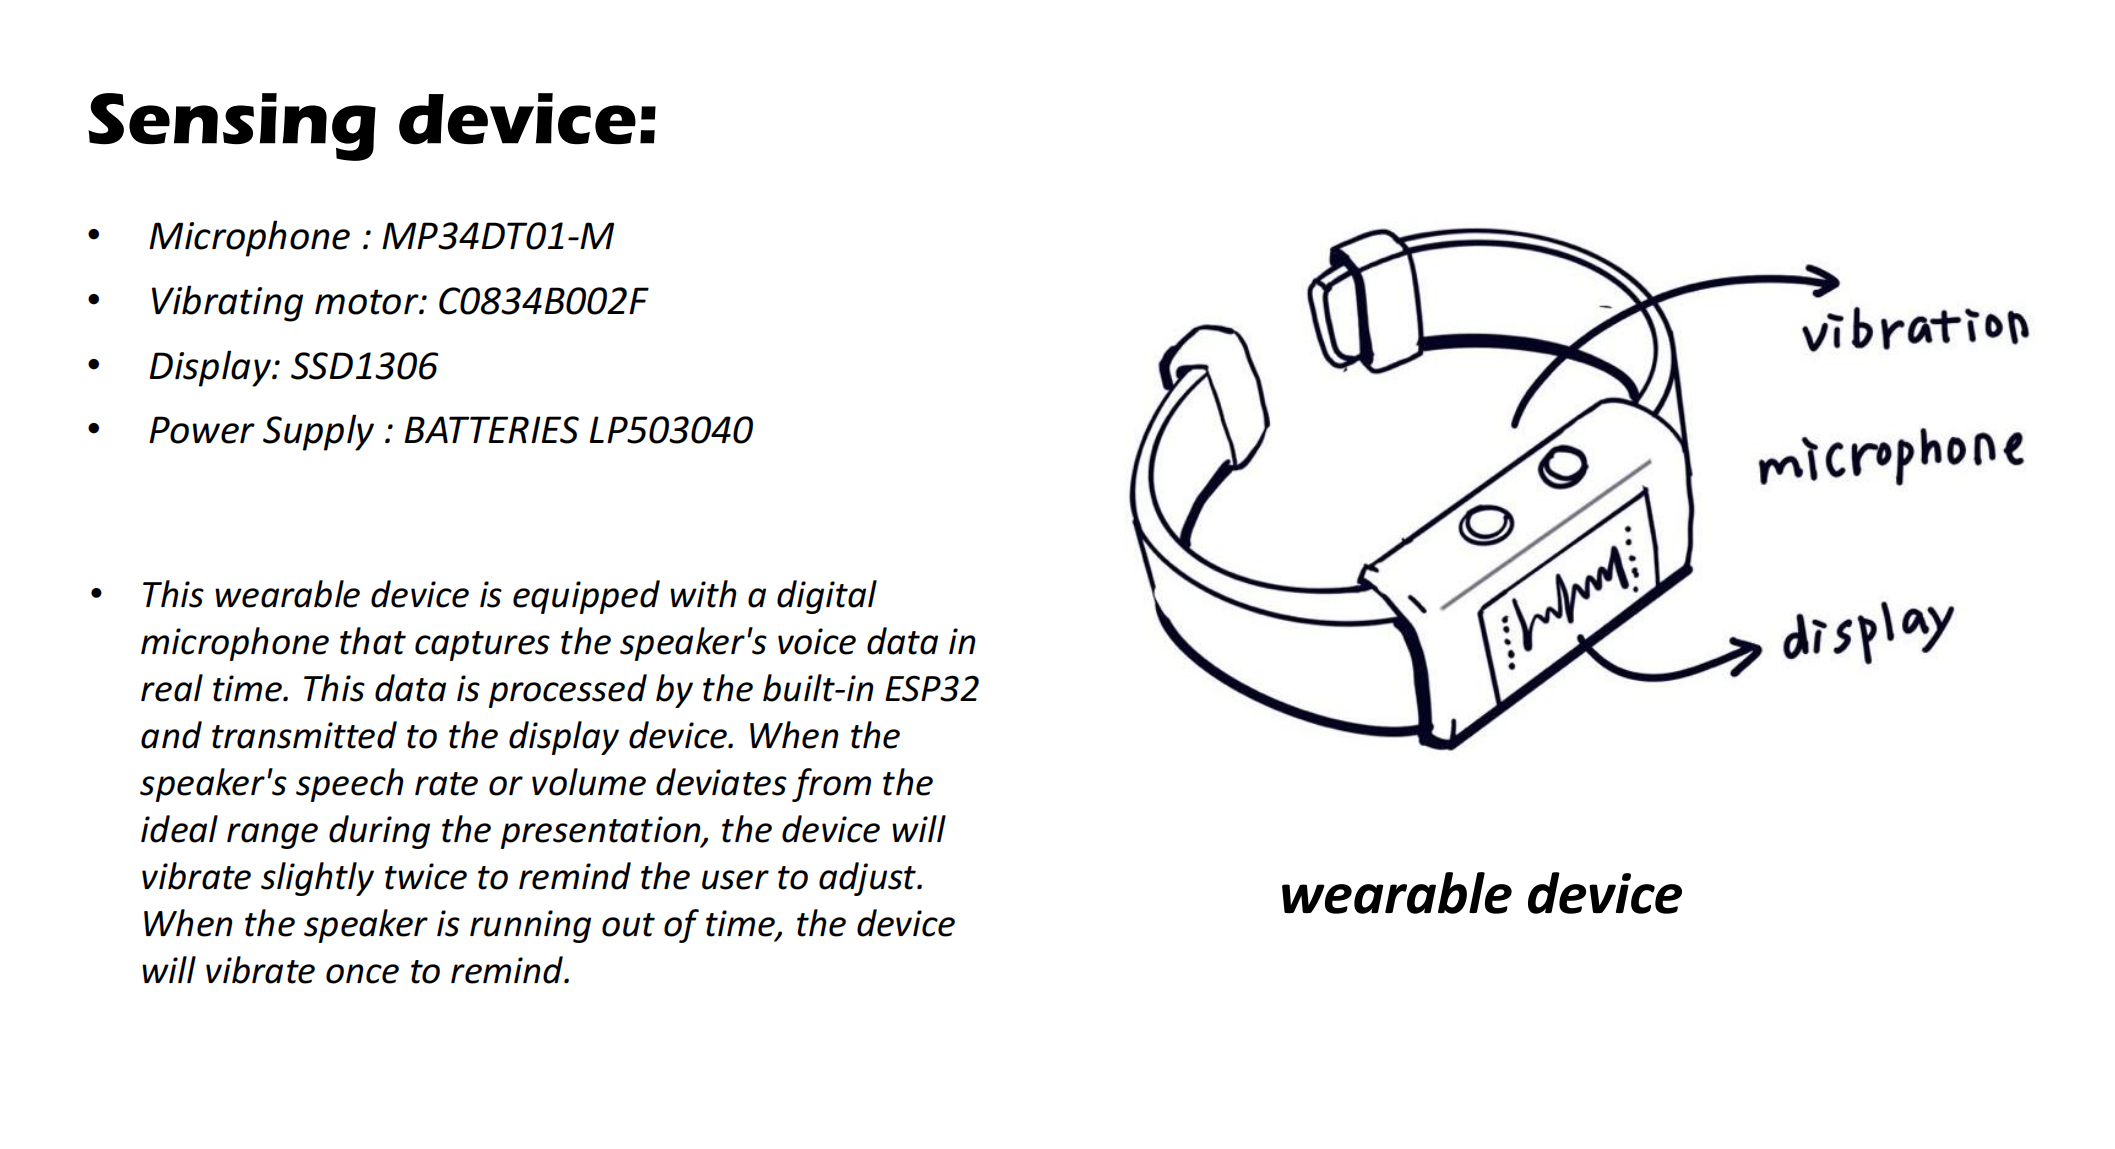 Sensing device:
• Microphone : MP34DT01-M
• Vibrating motor: C0834B002F
• Display: SSD1306
• Power Supply : BATTERIES LP503040
• This wearable device is equipped with a digital
microphone that captures the speaker's voice data in
real time. This data is processed by the built-in ESP32
and transmitted to the display device. When the
speaker's speech rate or volume deviates from the
ideal range during the presentation, the device will
vibrate slightly twice to remind the user to adjust.
When the speaker is running out of time, the device
will vibrate once to remind.
vibration
microphone
display
wearable device